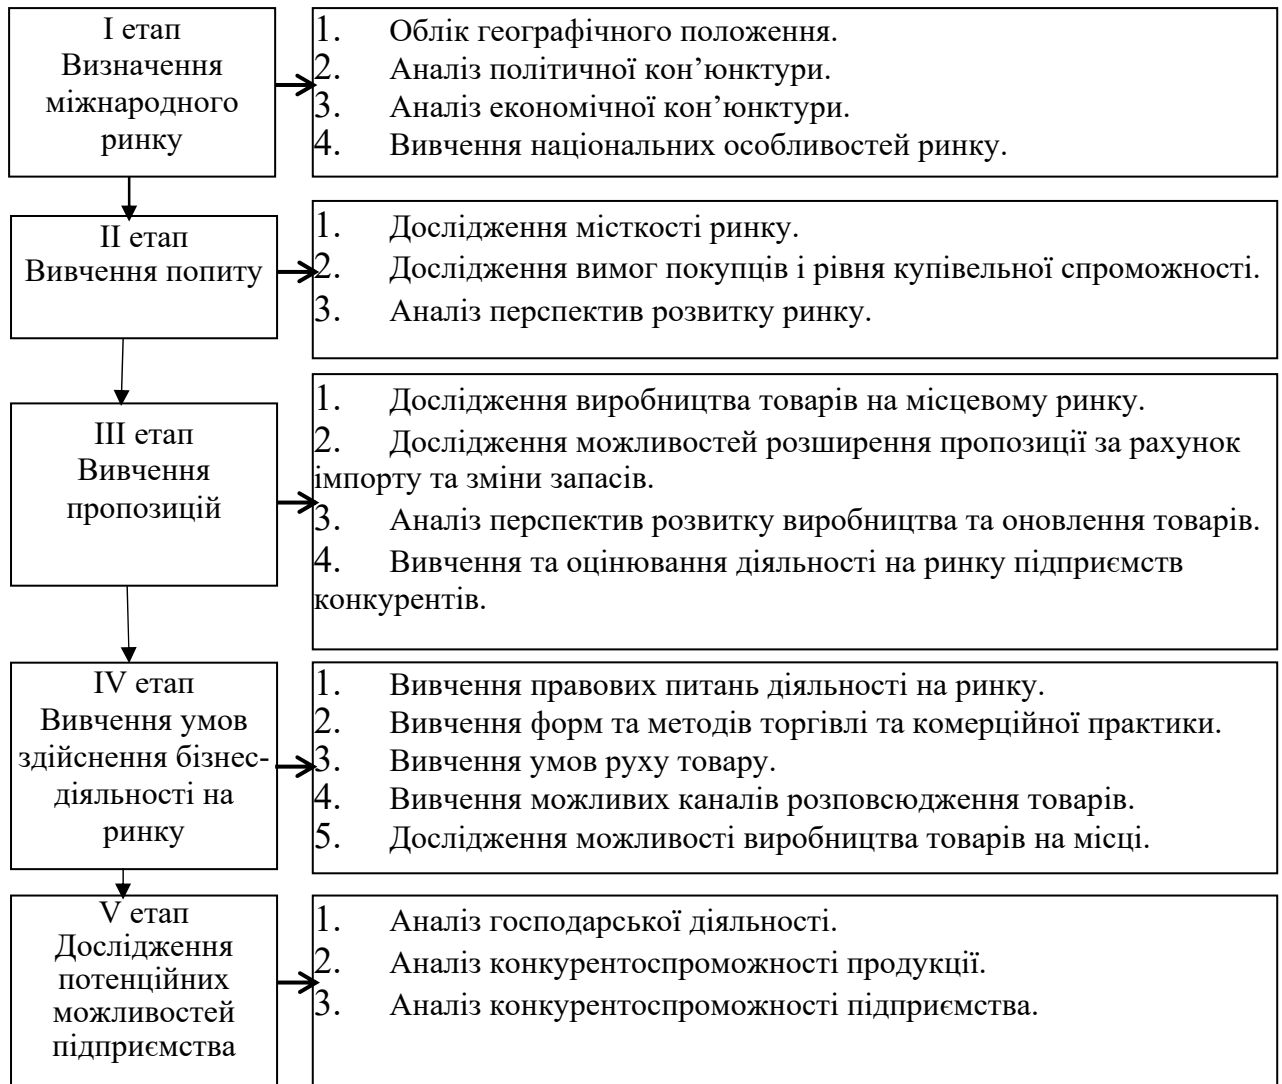 I етап
Визначення
міжнародного
ринку
1. Облік географічного положення.
2. Аналіз політичної кон’юнктури.
3. Аналіз економічної кон’юнктури.
4. Вивчення національних особливостей ринку.
II етап
Вивчення попиту
1. Дослідження місткості ринку.
2. Дослідження вимог покупців і рівня купівельної спроможності.
3. Аналіз перспектив розвитку ринку.
III етап
Вивчення
пропозицій
1. Дослідження виробництва товарів на місцевому ринку.
2. Дослідження можливостей розширення пропозиції за рахунок
імпорту та зміни запасів.
3. Аналіз перспектив розвитку виробництва та оновлення товарів.
4. Вивчення та оцінювання діяльності на ринку підприємств
конкурентів.
IV етап
Вивчення умов
здійснення бізнес-
діяльності на
ринку
1. Вивчення правових питань діяльності на ринку.
2. Вивчення форм та методів торгівлі та комерційної практики.
3. Вивчення умов руху товару.
4. Вивчення можливих каналів розповсюдження товарів.
5. Дослідження можливості виробництва товарів на місці.
V етап
Дослідження
потенційних
можливостей
підприємства
1. Аналіз господарської діяльності.
2. Аналіз конкурентоспроможності продукції.
3. Аналіз конкурентоспроможності підприємства.